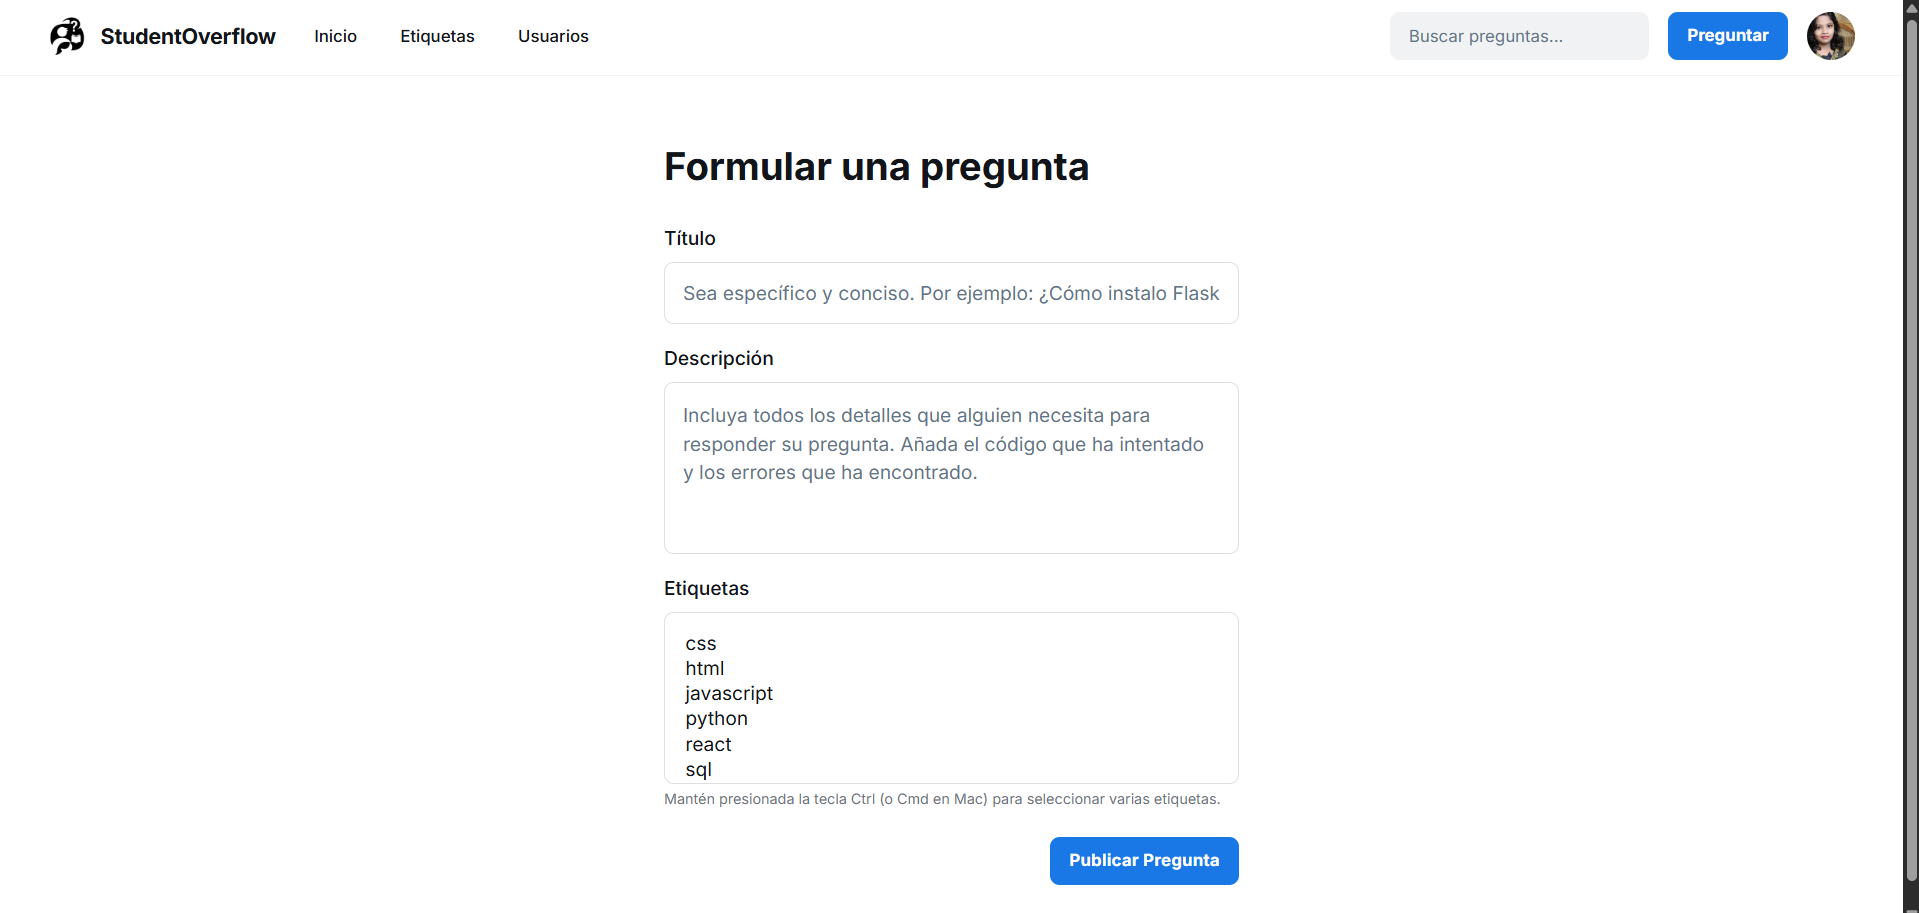 StudentOverflow
Inicio
Etiquetas
Usuarios
Buscar preguntas...
Preguntar
Formular una pregunta
Título
Sea específico y conciso. Por ejemplo: ¿Cómo instalo Flask
Descripción
Incluya todos los detalles que alguien necesita para
responder su pregunta. Añada el código que ha intentado
y los errores que ha encontrado.
Etiquetas
css
html
javascript
python
react
sql
Mantén presionada la tecla Ctrl (o Cmd en Mac) para seleccionar varias etiquetas.
Publicar Pregunta